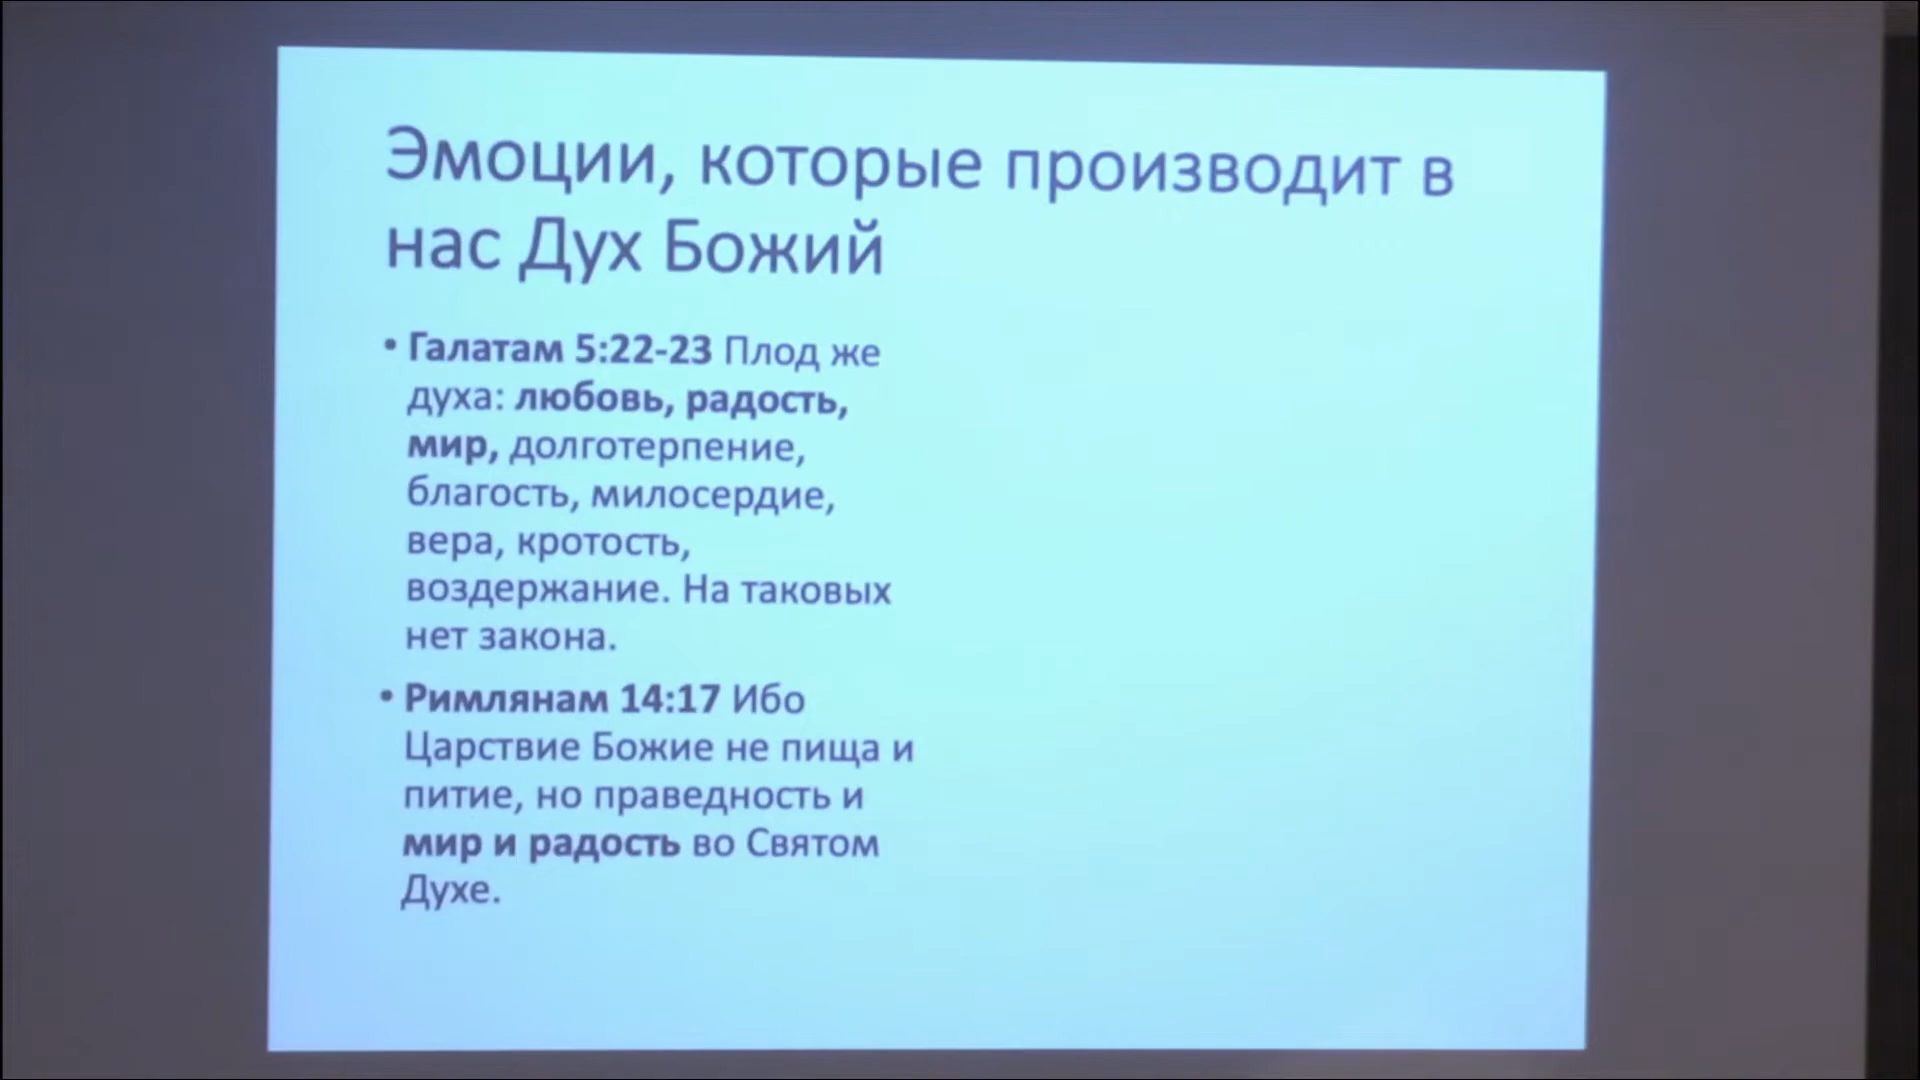 Эмоции, которые производит в
нас Дух Божий
• Галатам 5:22-23 Плод же
духа: любовь, радость,
мир, долготерпение,
благость, милосердие,
вера, кротость,
воздержание. На таковых
нет закона.
• Римлянам 14:17 Ибо
Царствие Божие не пища и
питие, но праведность и
мир и радость во Святом
Духе.